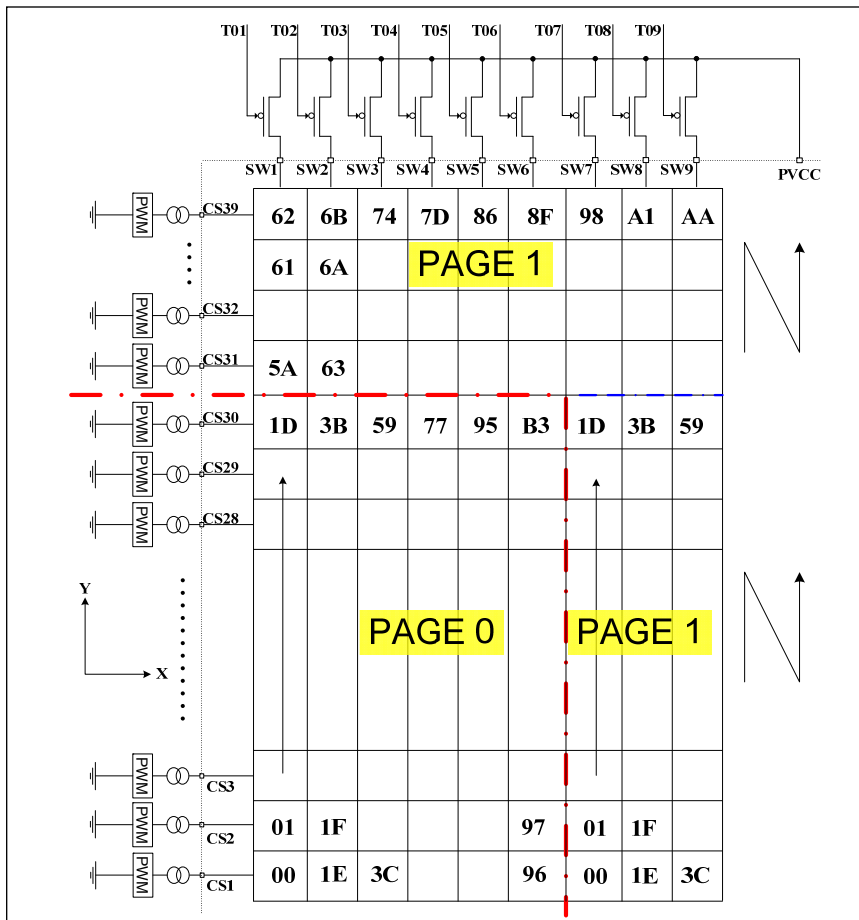 T01 T02 T03 T04 T05 T06 T07 T08 T09
SW1 SW2 SW3 SW4 SW5 SW6 SW7 SW8 SW9 PVCC
PWM CS39 62 6B 74 7D 86 8F 98 A1 AA
61 6A PAGE 1
PWM CS32
PWM CS31 5A 63
PWM CS30 1D 3B 59 77 95 B3 1D 3B 59
PWM CS29
PWM CS28
Y
PAGE 0 PAGE 1
X
PWM CS3
PWM CS2 01 1F 97 01 1F
PWM CS1 00 1E 3C 96 00 1E 3C